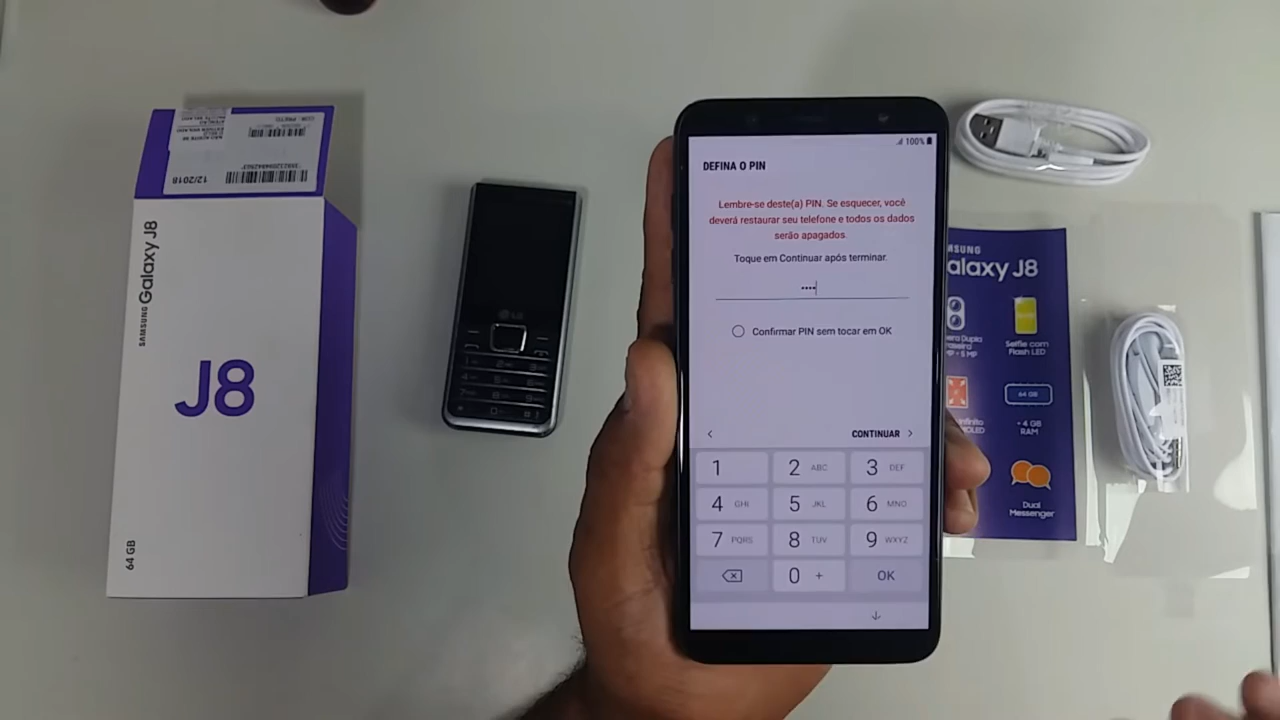 12/2018
SAMSUNG Galaxy J8
J8
64 GB
LG
100%
DEFINA O PIN
Lembre-se deste(a) PIN. Se esquecer, você
deverá restaurar seu telefone e todos os dados
serão apagados.
Toque em Continuar após terminar.
••••
Confirmar PIN sem tocar em OK
< CONTINUAR >
1 2 ABC 3 DEF
4 GHI 5 JKL 6 MNO
7 PQRS 8 TUV 9 WXYZ
0 + OK
Galaxy J8
Selfie com
Flash LED
64 GB
+ 4 GB
RAM
Dual
Messenger